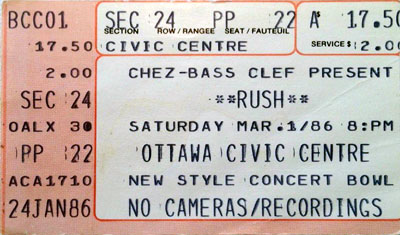 BCC01 SEC 24 PP 22 A 17.50
SECTION ROW / RANGEE SEAT / FAUTEUIL SERVICE $
17.50 CIVIC CENTRE 2.00
2.00 CHEZ-BASS CLEF PRESENT
SEC 24 **RUSH**
OALX 30 SATURDAY MAR.1/86 8:PM
PP 22 OTTAWA CIVIC CENTRE
ACA1710 NEW STYLE CONCERT BOWL
24JAN86 NO CAMERAS/RECORDINGS